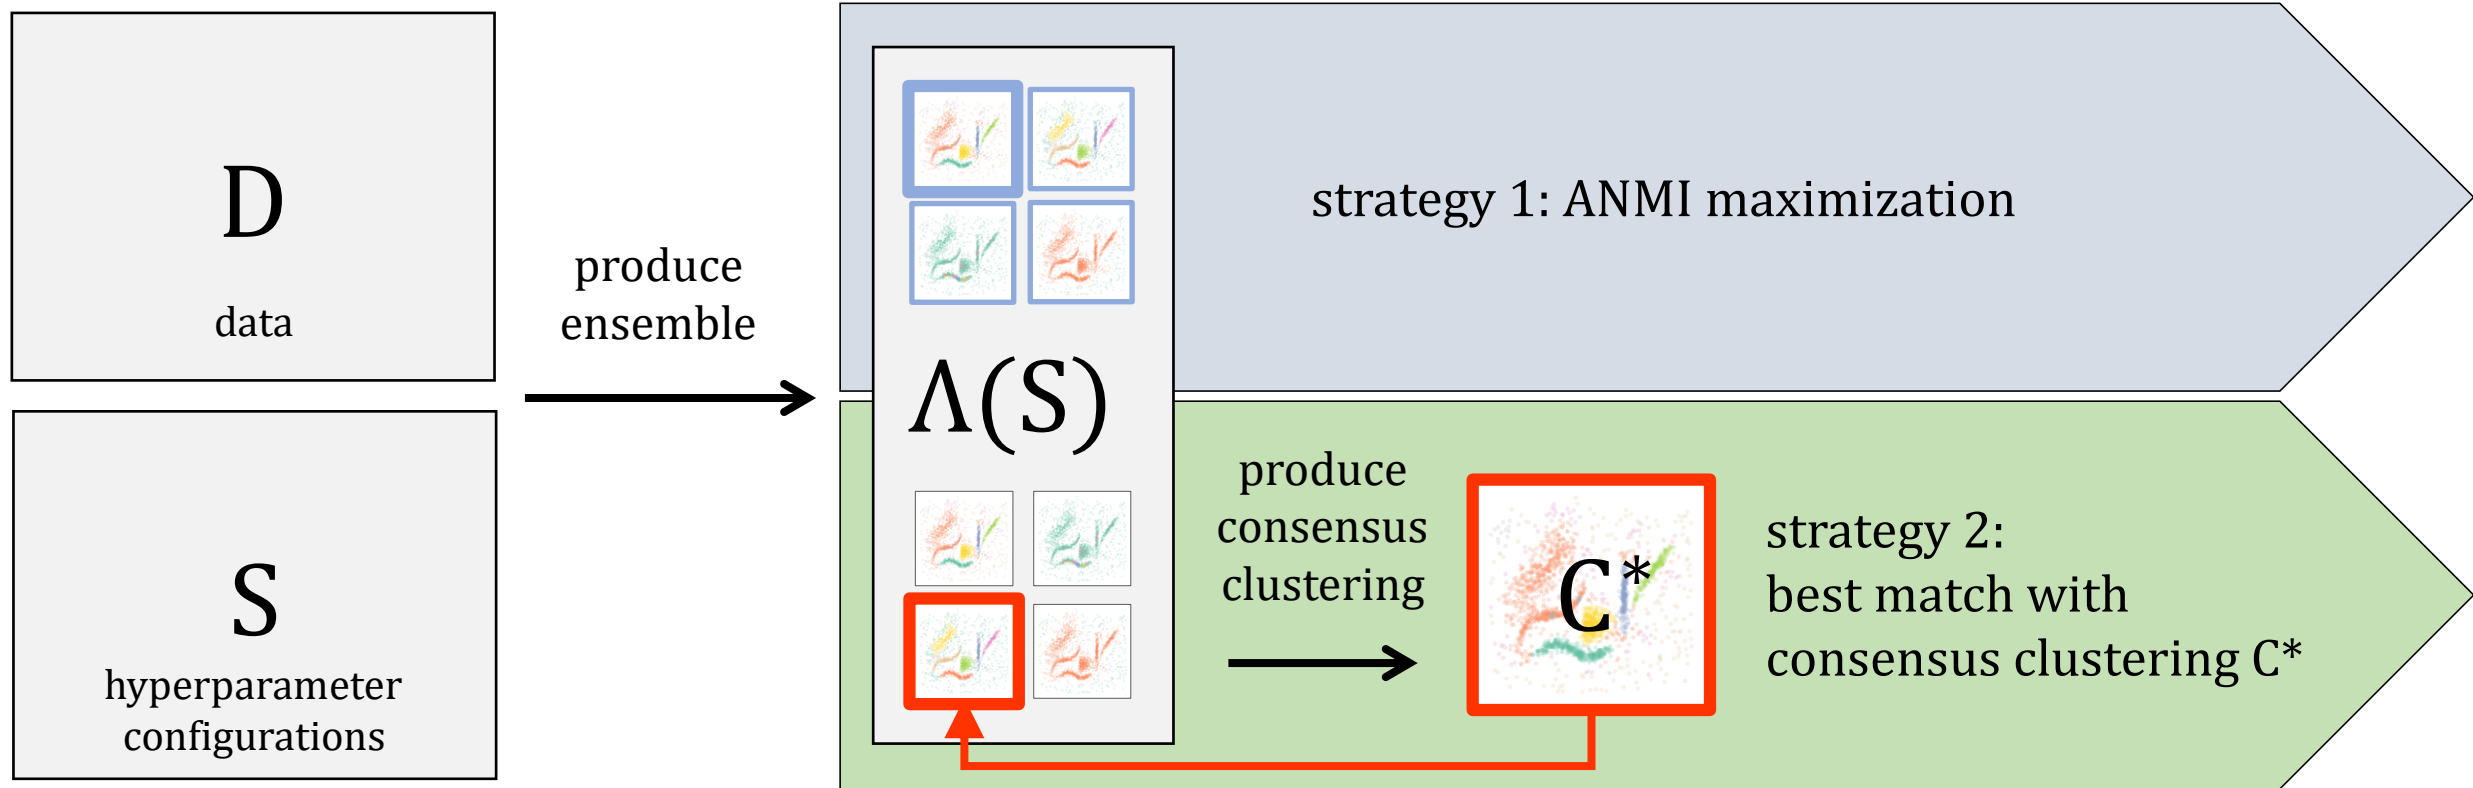 D
data
S
hyperparameter
configurations
produce
ensemble
Λ(S)
strategy 1: ANMI maximization
produce
consensus
clustering
C*
strategy 2:
best match with
consensus clustering C*